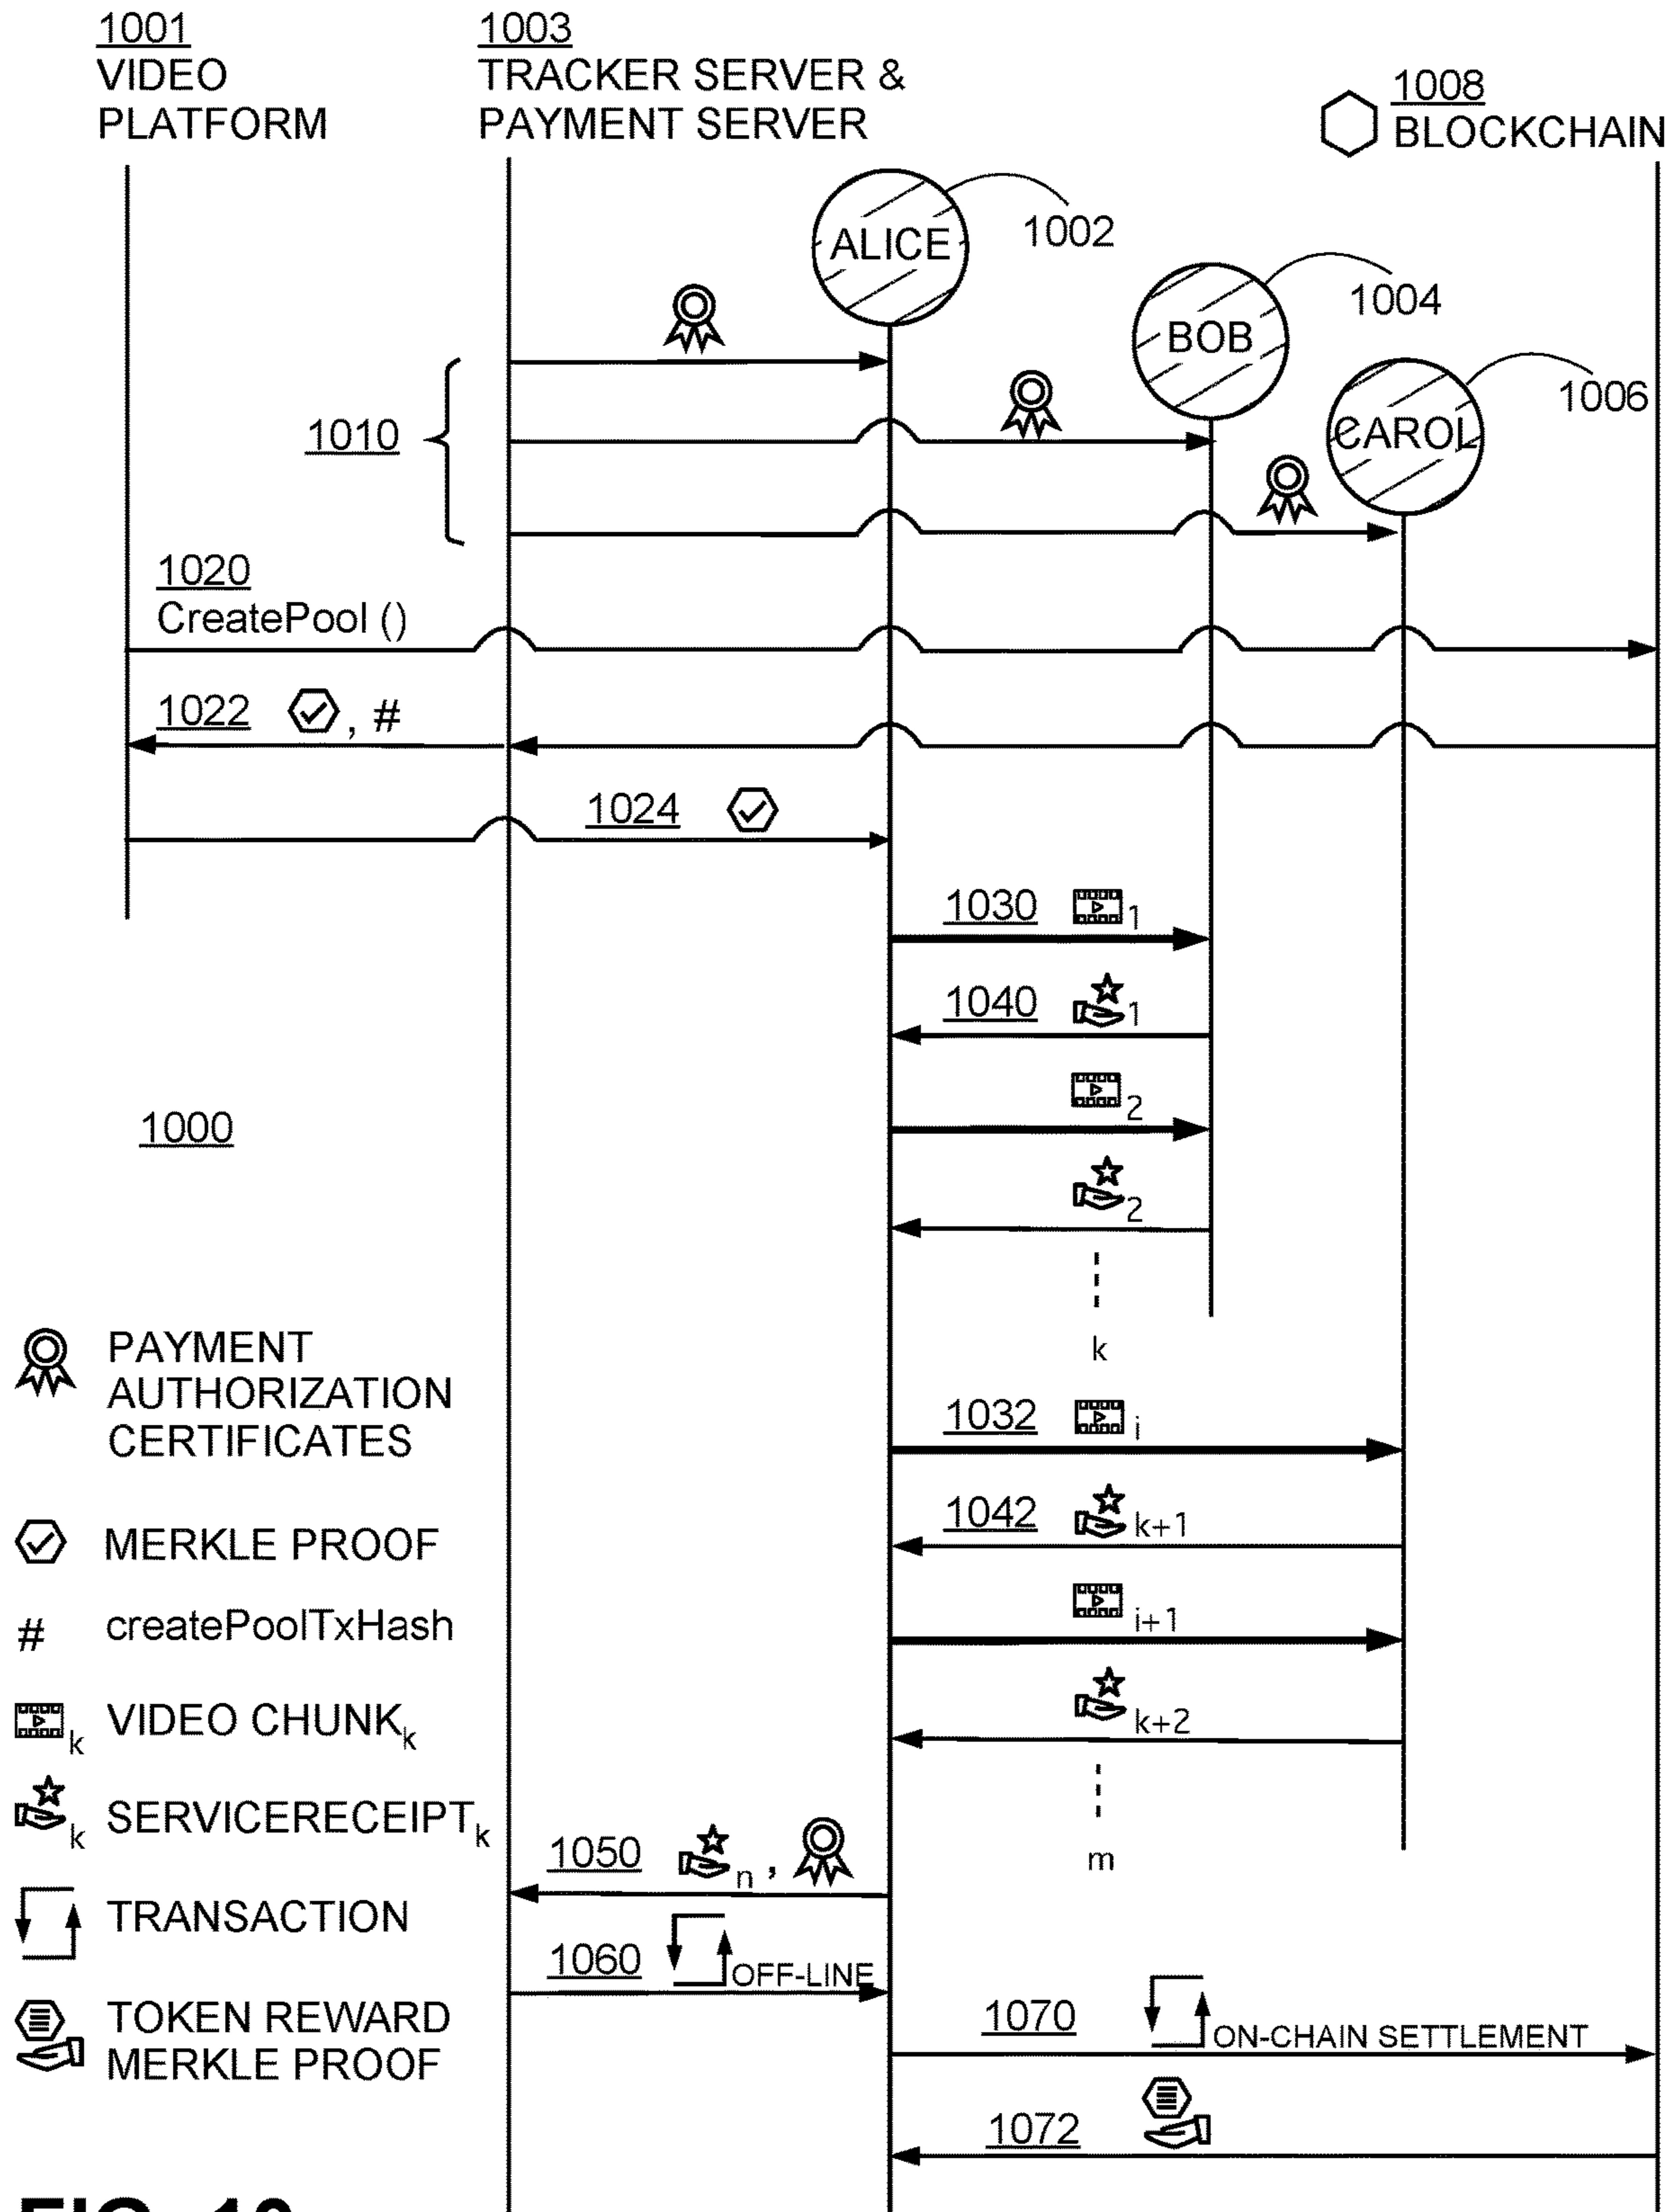 1001
VIDEO
PLATFORM
1003
TRACKER SERVER &
PAYMENT SERVER
1008
BLOCKCHAIN
ALICE
1002
BOB
1004
CAROL
1006
1010
1020
CreatePool ()
1022 , #
1024
1030 1
1040 1
1000
2
2
k
1032 i
1042 k+1
i+1
k+2
m
PAYMENT
AUTHORIZATION
CERTIFICATES
MERKLE PROOF
# createPoolTxHash
k VIDEO CHUNKk
k SERVICERECEIPTk
TRANSACTION
TOKEN REWARD
MERKLE PROOF
1050 n ,
1060 OFF-LINE
1070 ON-CHAIN SETTLEMENT
1072